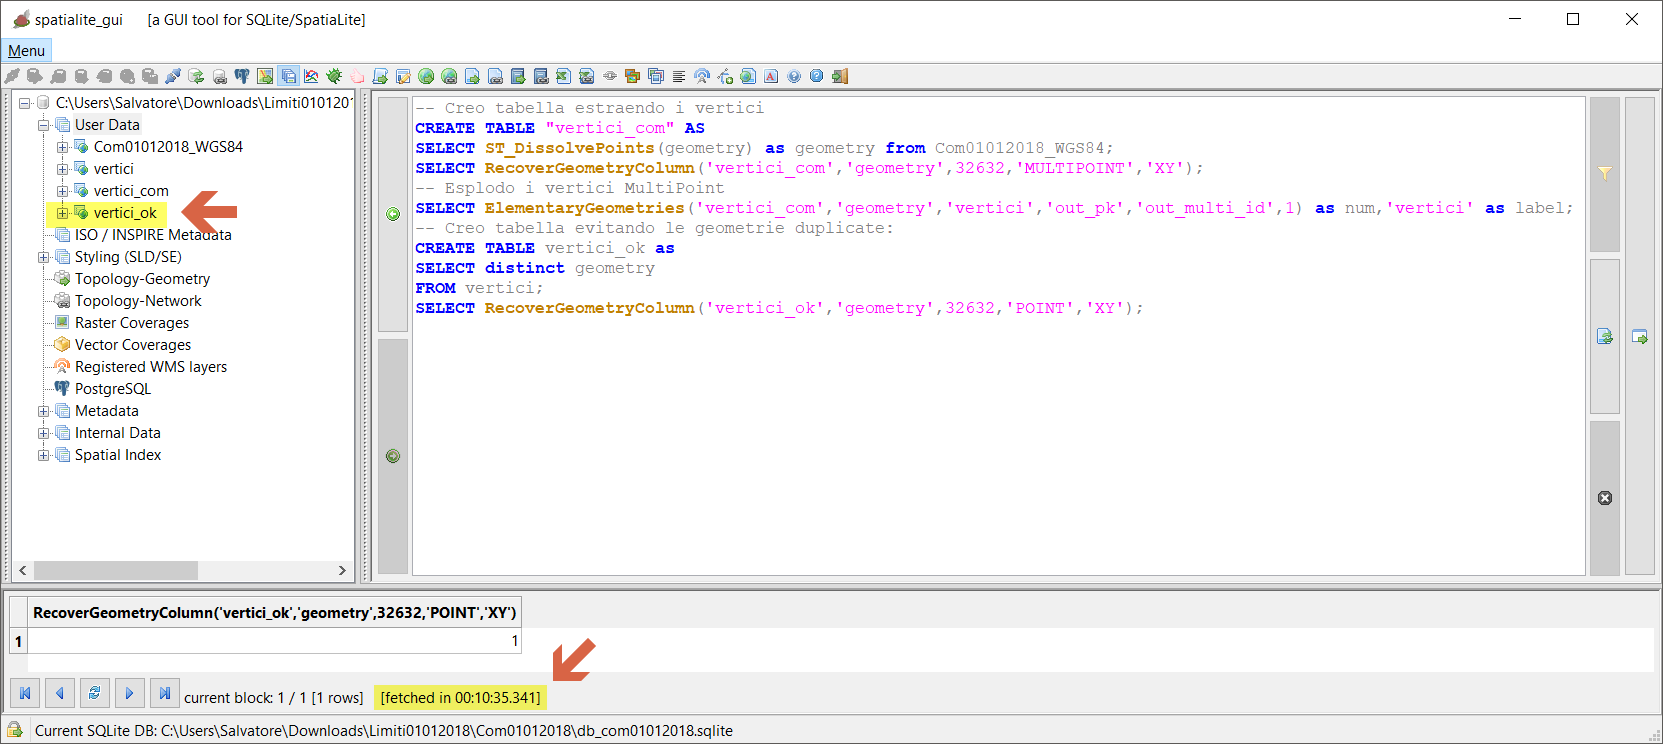 spatialite_gui [a GUI tool for SQLite/SpatiaLite]
Menu
C:\Users\Salvatore\Downloads\Limiti0101201
User Data
Com01012018_WGS84
vertici
vertici_com
vertici_ok
ISO / INSPIRE Metadata
Styling (SLD/SE)
Topology-Geometry
Topology-Network
Raster Coverages
Vector Coverages
Registered WMS layers
PostgreSQL
Metadata
Internal Data
Spatial Index
-- Creo tabella estraendo i vertici
CREATE TABLE "vertici_com" AS
SELECT ST_DissolvePoints(geometry) as geometry from Com01012018_WGS84;
SELECT RecoverGeometryColumn('vertici_com','geometry',32632,'MULTIPOINT','XY');
-- Esplodo i vertici MultiPoint
SELECT ElementaryGeometries('vertici_com','geometry','vertici','out_pk','out_multi_id',1) as num,'vertici' as label;
-- Creo tabella evitando le geometrie duplicate:
CREATE TABLE vertici_ok as
SELECT distinct geometry
FROM vertici;
SELECT RecoverGeometryColumn('vertici_ok','geometry',32632,'POINT','XY');
RecoverGeometryColumn('vertici_ok','geometry',32632,'POINT','XY')
1 1
current block: 1 / 1 [1 rows] [fetched in 00:10:35.341]
Current SQLite DB: C:\Users\Salvatore\Downloads\Limiti01012018\Com01012018\db_com01012018.sqlite